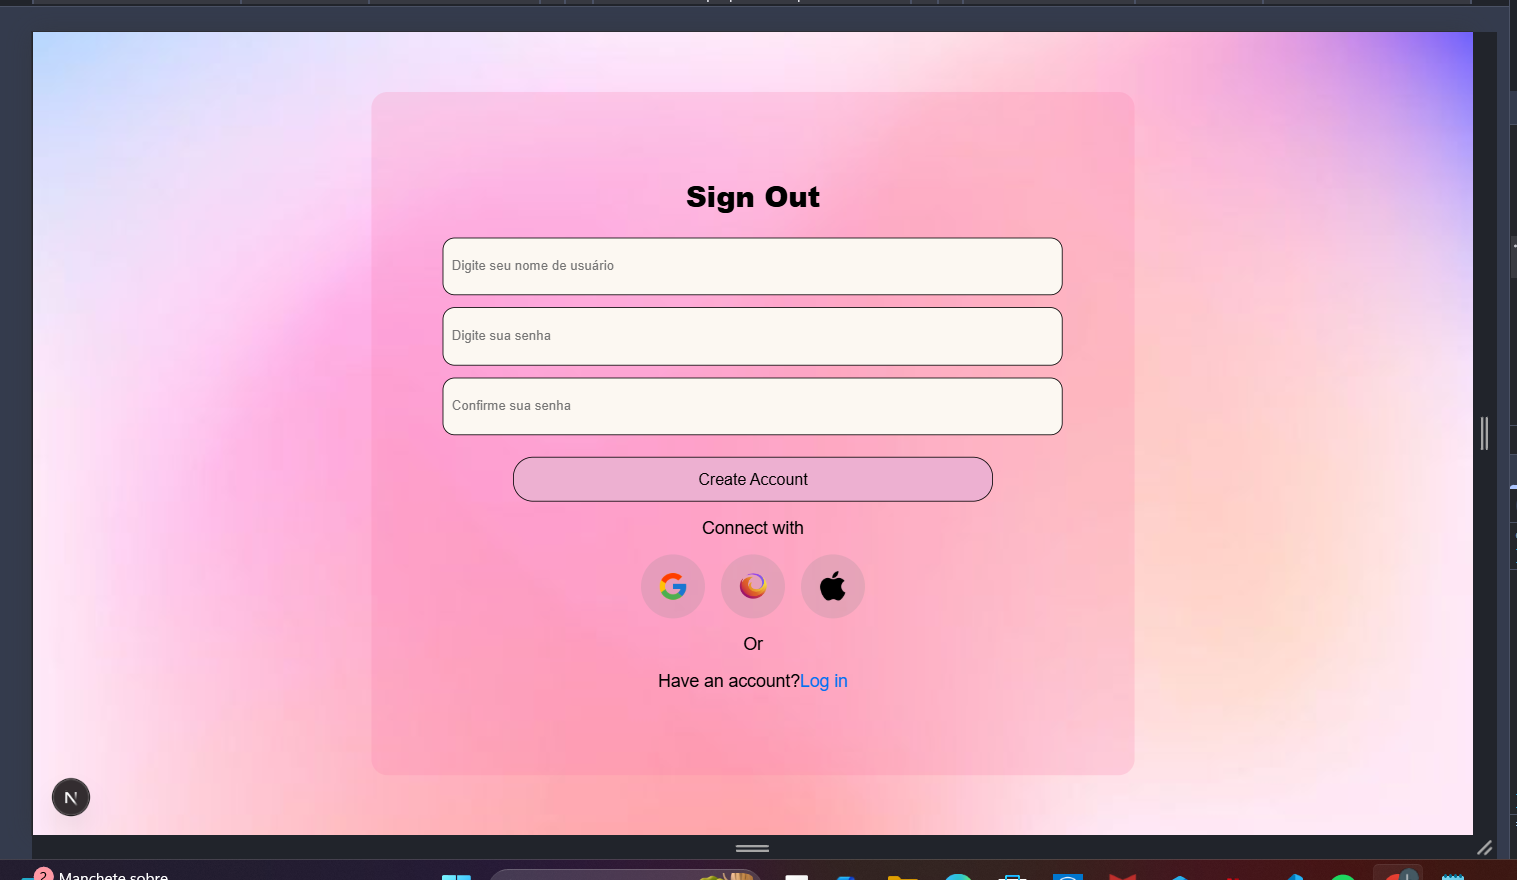 Sign Out
Digite seu nome de usuário
Digite sua senha
Confirme sua senha
Create Account
Connect with
Or
Have an account?Log in
N
2
Manchete sobre